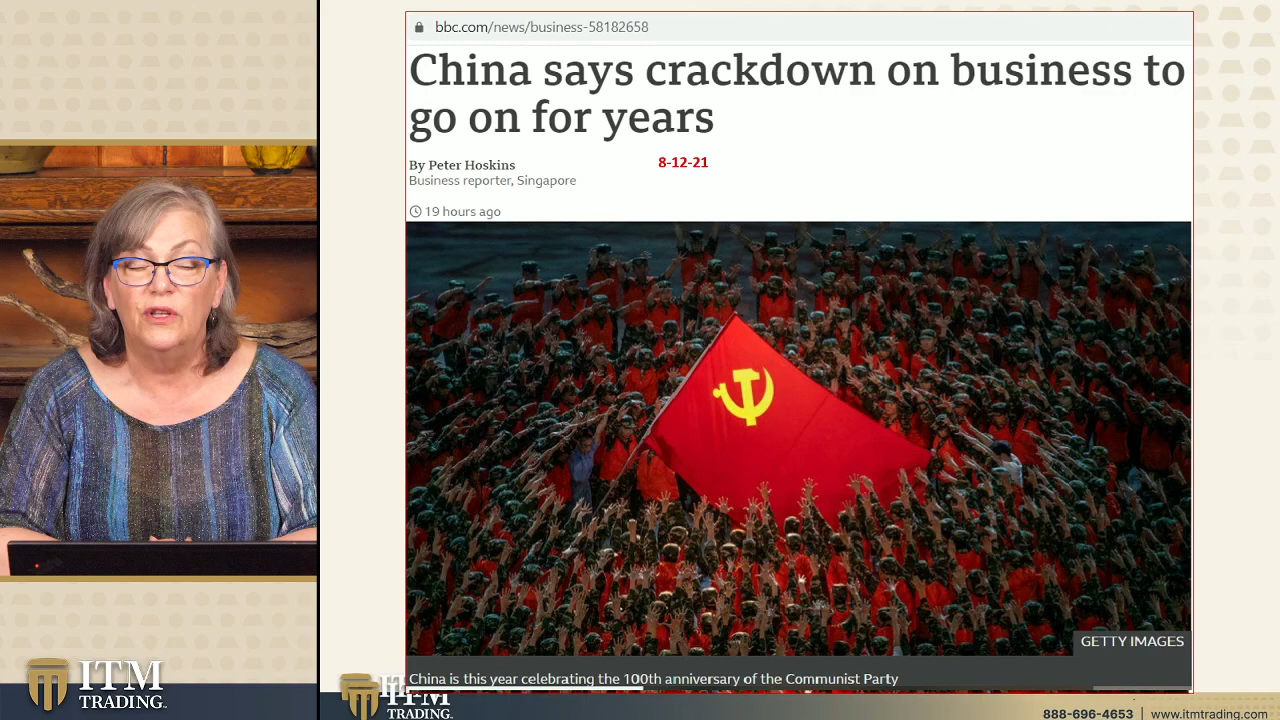 bbc.com/news/business-58182658
China says crackdown on business to
go on for years
By Peter Hoskins
8-12-21
Business reporter, Singapore
19 hours ago
GETTY IMAGES
China is this year celebrating the 100th anniversary of the Communist Party
ITM
TRADING
ITM
TRADING
888-696-4653 | www.itmtrading.com